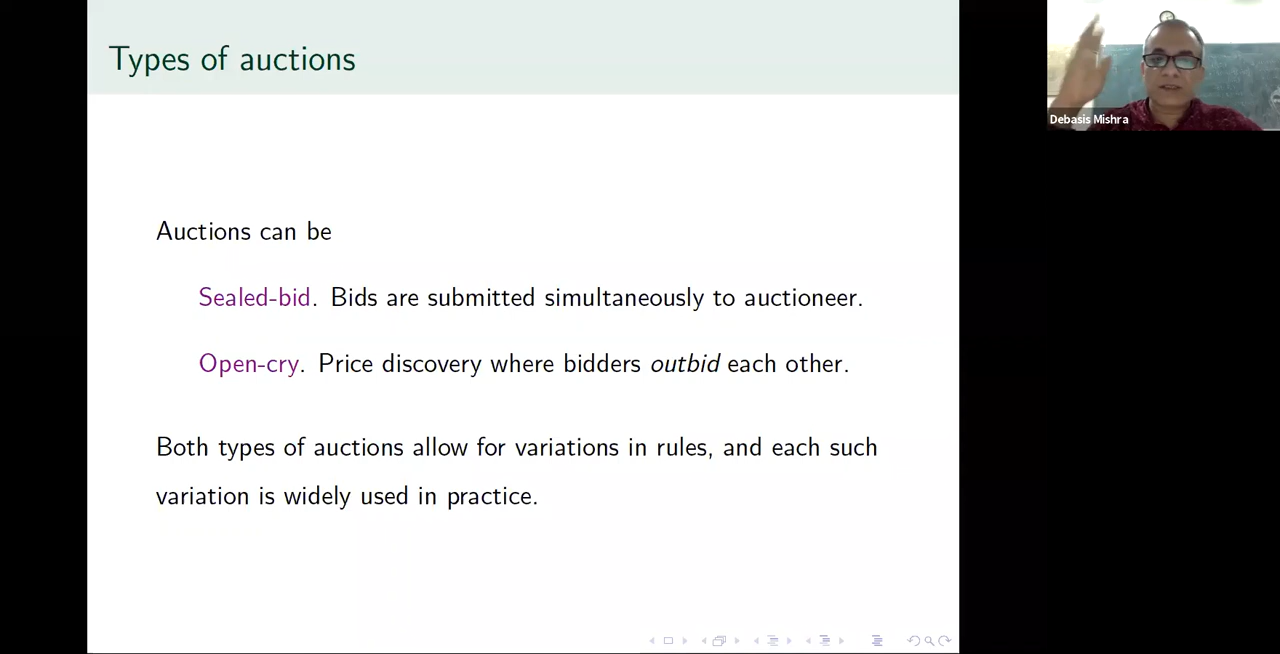 Types of auctions
Debasis Mishra
Auctions can be
Sealed-bid. Bids are submitted simultaneously to auctioneer.
Open-cry. Price discovery where bidders outbid each other.
Both types of auctions allow for variations in rules, and each such
variation is widely used in practice.